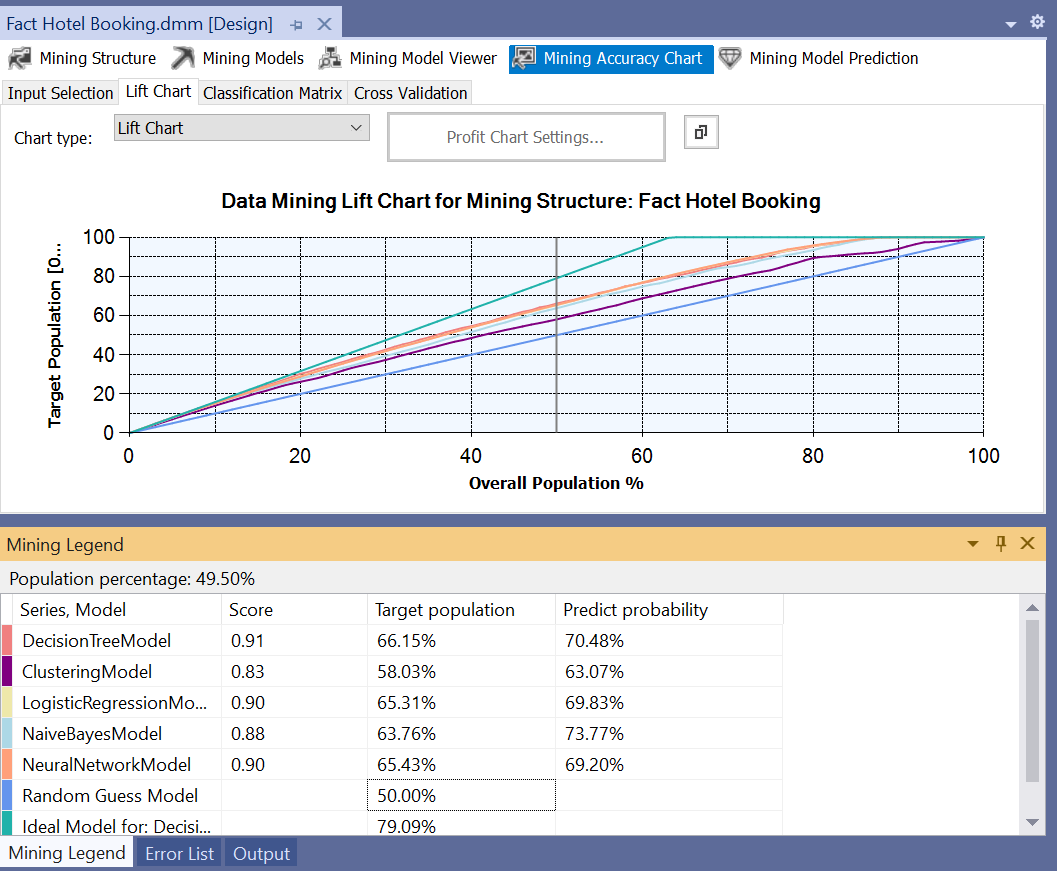 Fact Hotel Booking.dmm [Design]
Mining Structure Mining Models Mining Model Viewer Mining Accuracy Chart Mining Model Prediction
Input Selection Lift Chart Classification Matrix Cross Validation
Chart type: Lift Chart Profit Chart Settings...
Data Mining Lift Chart for Mining Structure: Fact Hotel Booking
Target Population [0...
100
80
60
40
20
0
0 20 40 60 80 100
Overall Population %
Mining Legend
Population percentage: 49.50%
Series, Model Score Target population Predict probability
DecisionTreeModel 0.91 66.15% 70.48%
ClusteringModel 0.83 58.03% 63.07%
LogisticRegressionMo... 0.90 65.31% 69.83%
NaiveBayesModel 0.88 63.76% 73.77%
NeuralNetworkModel 0.90 65.43% 69.20%
Random Guess Model 50.00%
Ideal Model for: Decisi... 79.09%
Mining Legend Error List Output